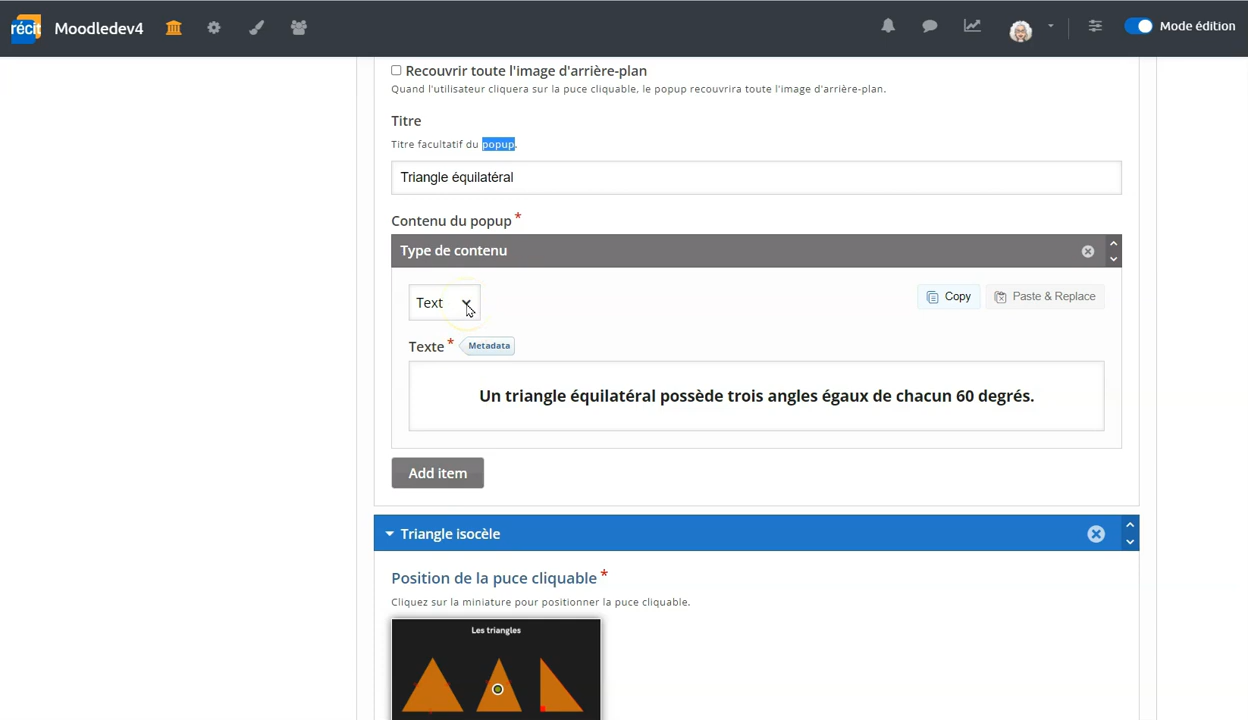 récit Moodledev4 Mode édition
Recouvrir toute l'image d'arrière-plan
Quand l'utilisateur cliquera sur la puce cliquable, le popup recouvrira toute l'image d'arrière-plan.
Titre
Titre facultatif du popup.
Triangle équilatéral
Contenu du popup *
Type de contenu
Text Copy Paste & Replace
Texte * Metadata
Un triangle équilatéral possède trois angles égaux de chacun 60 degrés.
Add item
Triangle isocèle
Position de la puce cliquable *
Cliquez sur la miniature pour positionner la puce cliquable.
Les triangles